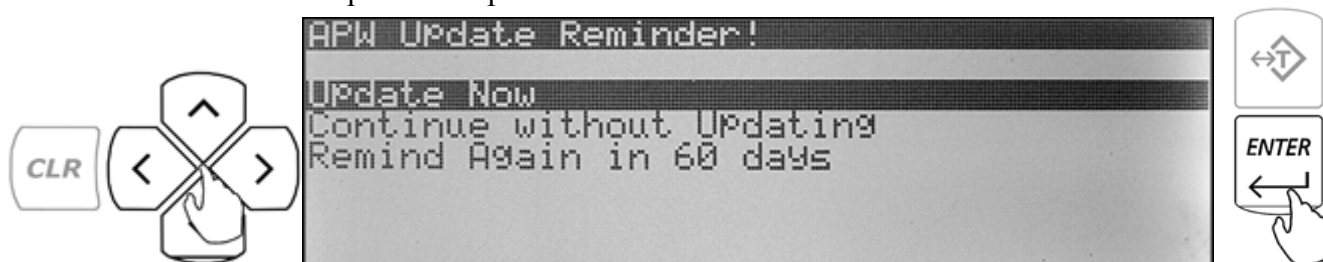 APW Update Reminder!
Update Now
Continue without Updating
Remind Again in 60 days
CLR
T
ENTER